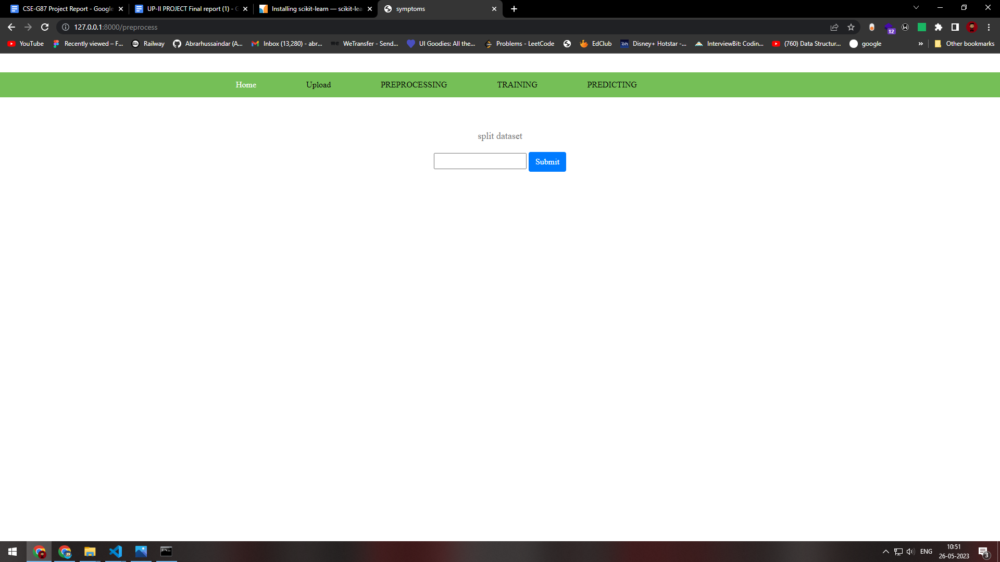 CSE-G87 Project Report - Google
UP-II PROJECT Final report (1) - G
Installing scikit-learn — scikit-lea
symptoms
127.0.0.1:8000/preprocess
12
YouTube
Recently viewed – F...
Railway
Abrarhussaindar (A...
Inbox (13,280) - abr...
WeTransfer - Send...
UI Goodies: All the...
Problems - LeetCode
EdClub
Disney+ Hotstar -...
InterviewBit: Codin...
(760) Data Structur...
google
»
Other bookmarks
Home
Upload
PREPROCESSING
TRAINING
PREDICTING
split dataset
Submit
ENG
10:51
26-05-2023
3